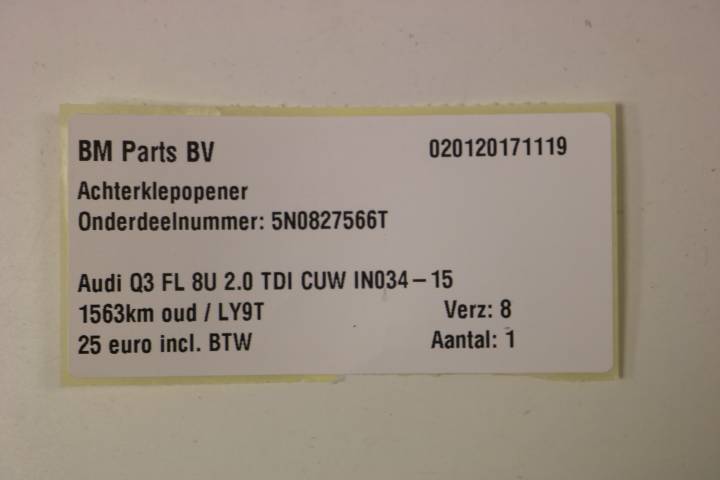 BM Parts BV 020120171119
Achterklepopener
Onderdeelnummer: 5N0827566T
Audi Q3 FL 8U 2.0 TDI CUW IN034-15
1563km oud / LY9T Verz: 8
25 euro incl. BTW Aantal: 1